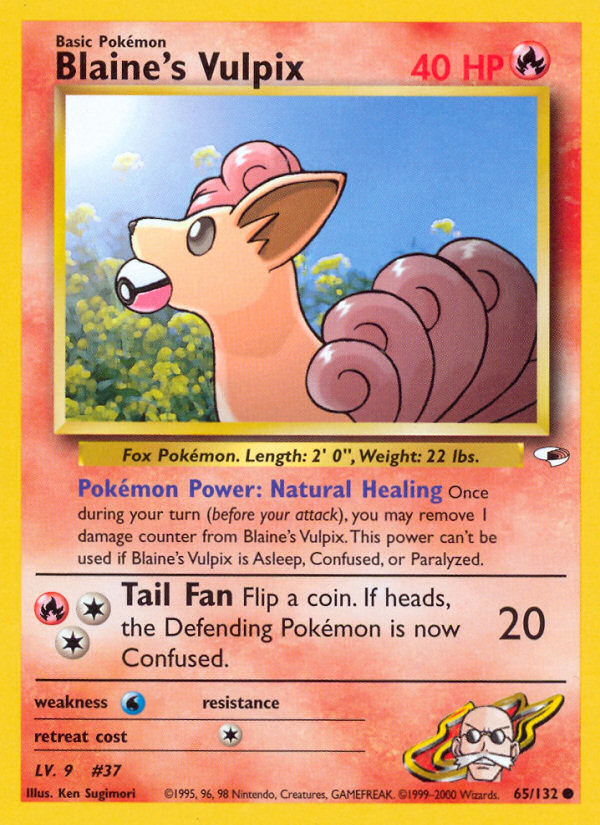 Basic Pokémon
Blaine's Vulpix 40 HP
Fox Pokémon. Length: 2' 0", Weight: 22 lbs.
Pokémon Power: Natural Healing Once
during your turn (before your attack), you may remove 1
damage counter from Blaine's Vulpix. This power can't be
used if Blaine's Vulpix is Asleep, Confused, or Paralyzed.
Tail Fan Flip a coin. If heads,
the Defending Pokémon is now 20
Confused.
weakness resistance
retreat cost
LV. 9 #37
Illus. Ken Sugimori ©1995, 96, 98 Nintendo, Creatures, GAMEFREAK. ©1999-2000 Wizards. 65/132